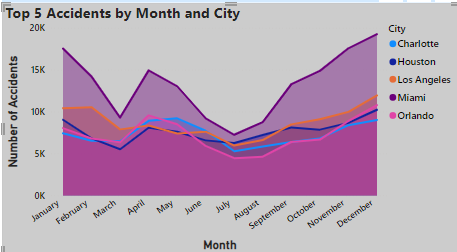 Top 5 Accidents by Month and City
20K
15K
10K
5K
0K
Number of Accidents
January
February
March
April
May
June
July
August
September
October
November
December
Month
City
Charlotte
Houston
Los Angeles
Miami
Orlando